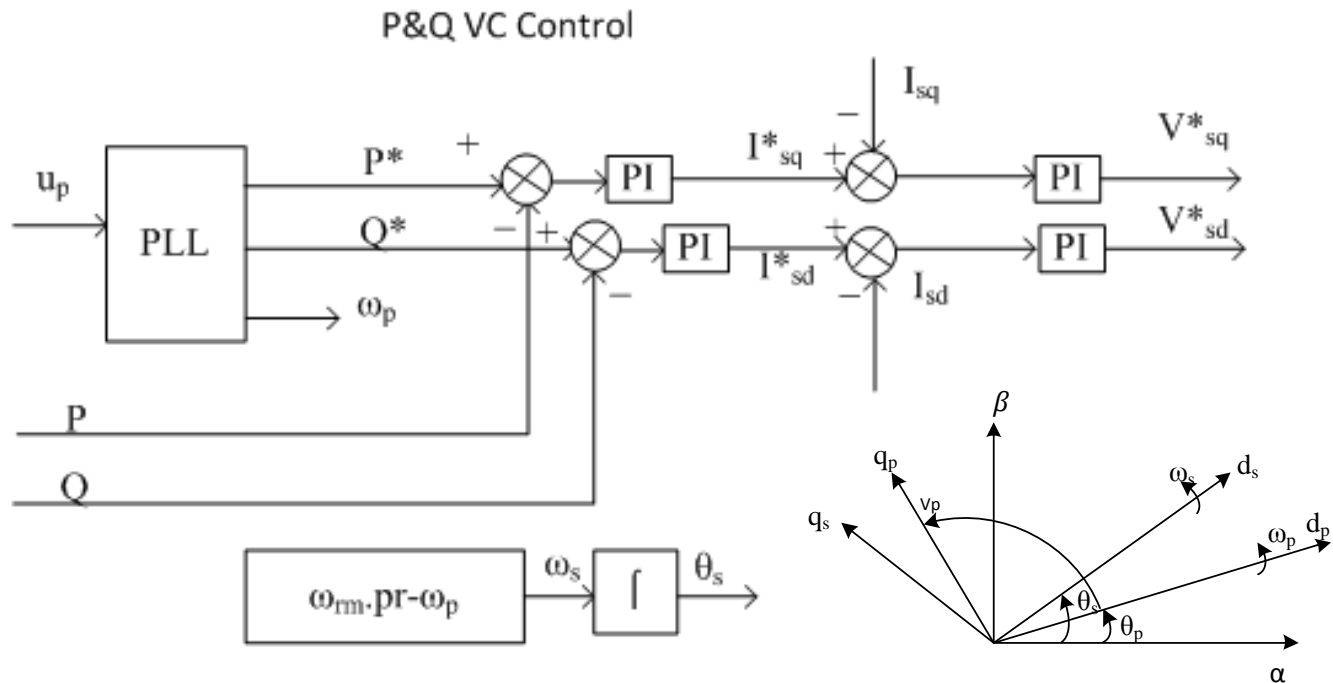 P&Q VC Control
u_p
PLL
P*
Q*
ω_p
+
−
+
−
PI
PI
I*_sq
I*_sd
I_sq
−
+
+
−
I_sd
PI
PI
V*_sq
V*_sd
P
Q
ω_rm.pr-ω_p
ω_s
∫
θ_s
β
q_p
v_p
q_s
ω_s
d_s
ω_p
d_p
θ_s
θ_p
α